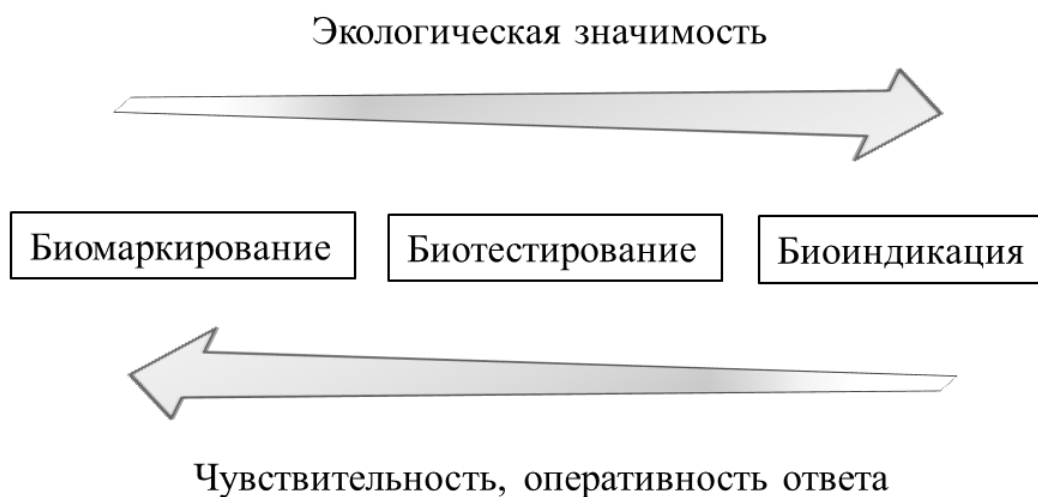 Экологическая значимость
Биомаркирование Биотестирование Биоиндикация
Чувствительность, оперативность ответа